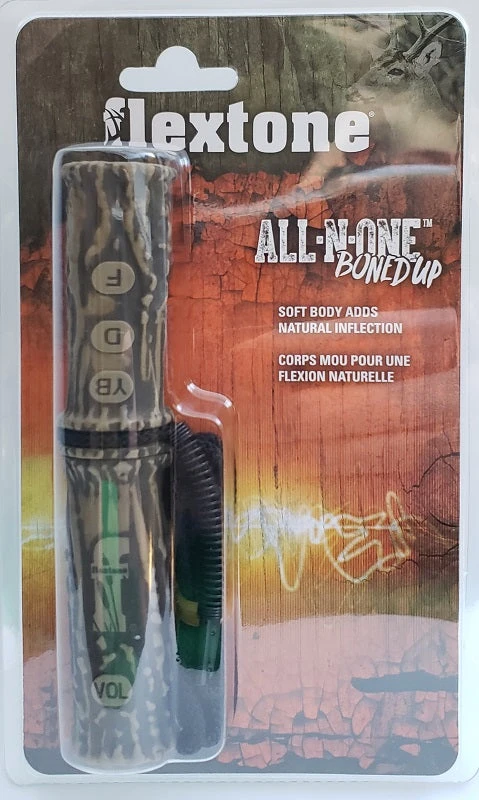 flextone®
ALL-N-ONE™
BONED UP
SOFT BODY ADDS
NATURAL INFLECTION
CORPS MOU POUR UNE
FLEXION NATURELLE
F
D
YB
VOL